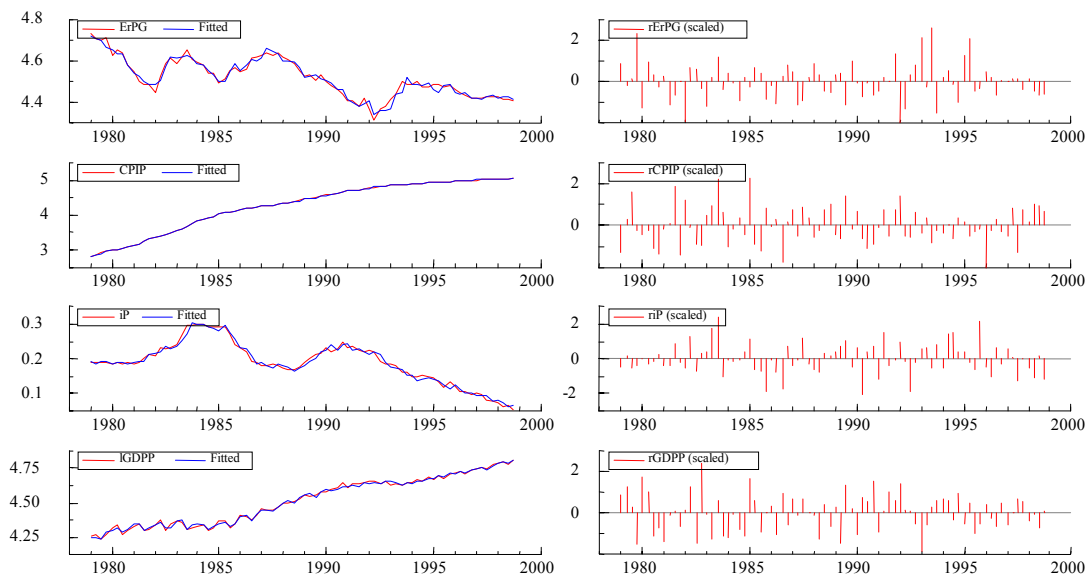 4.8 ErPG Fitted
4.6
4.4
1980 1985 1990 1995 2000
rErPG (scaled)
2
0
1980 1985 1990 1995 2000
CPIP Fitted
5
4
3
1980 1985 1990 1995 2000
rCPIP (scaled)
2
0
1980 1985 1990 1995 2000
iP Fitted
0.3
0.2
0.1
1980 1985 1990 1995 2000
riP (scaled)
2
0
-2
1980 1985 1990 1995 2000
lGDPP Fitted
4.75
4.50
4.25
1980 1985 1990 1995 2000
rGDPP (scaled)
2
0
1980 1985 1990 1995 2000